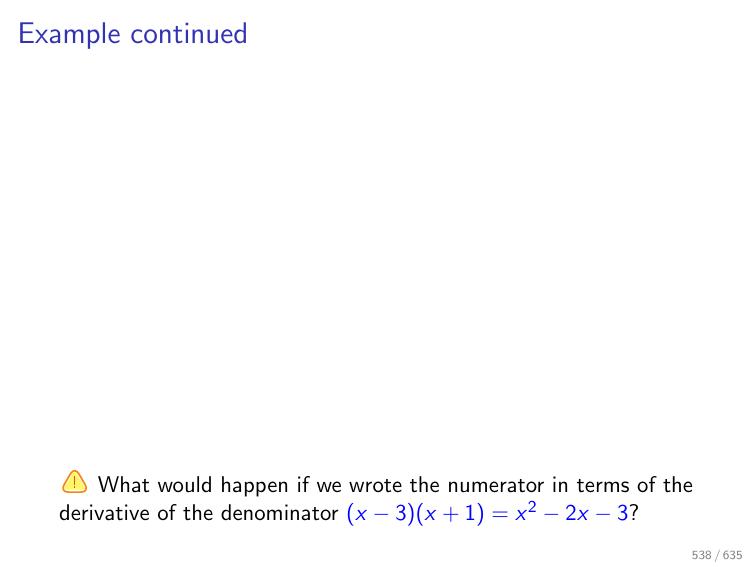 Example continued
! What would happen if we wrote the numerator in terms of the
derivative of the denominator (x − 3)(x + 1) = x² − 2x − 3?
538 / 635